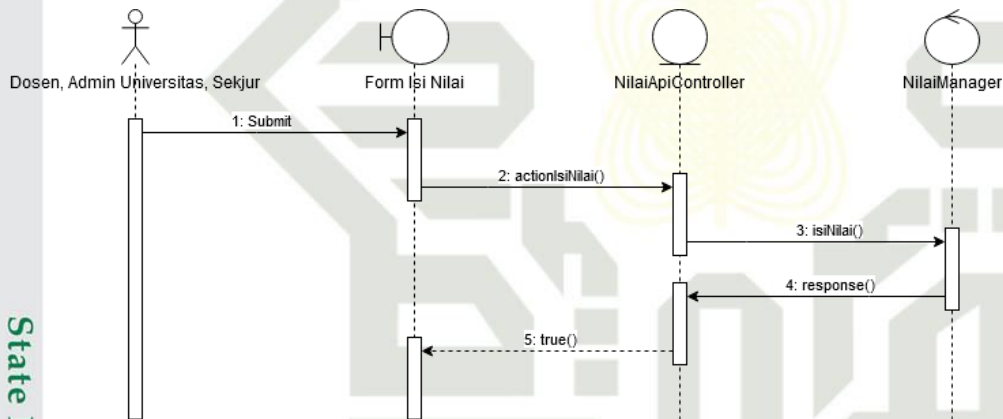 Dosen, Admin Universitas, Sekjur
Form Isi Nilai
NilaiApiController
NilaiManager
1: Submit
2: actionIsiNilai()
3: isiNilai()
4: response()
5: true()
State